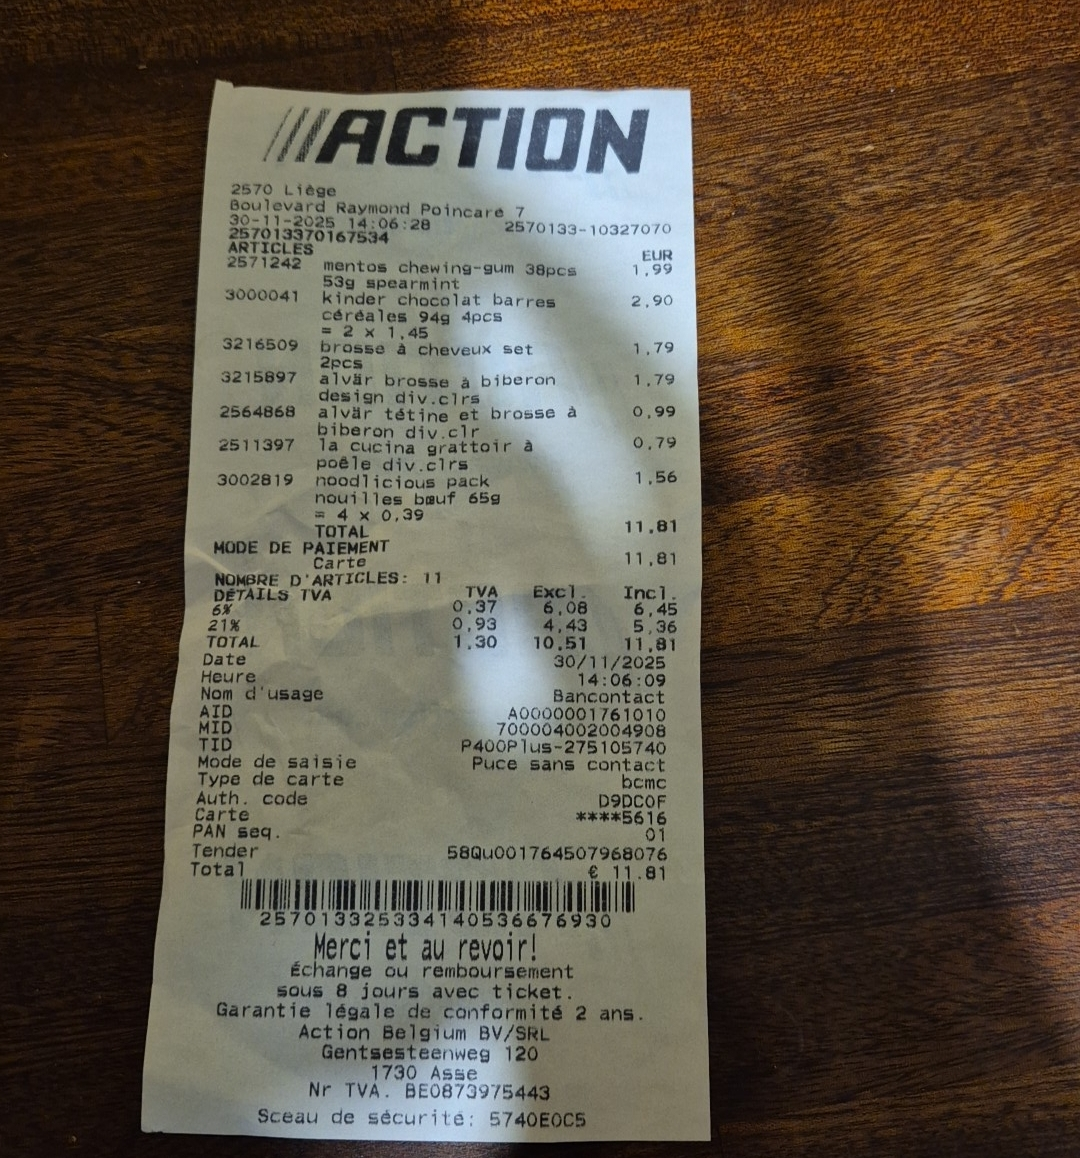 ///ACTION
2570 Liège
Boulevard Raymond Poincaré 7
30-11-2025 14:06:28 2570133-10327070
257013370167534
ARTICLES EUR
2571242 mentos chewing-gum 38pcs 1,99
53g spearmint
3000041 kinder chocolat barres 2,90
céréales 94g 4pcs
= 2 x 1,45
3216509 brosse à cheveux set 1,79
2pcs
3215897 alvär brosse à biberon 1,79
design div.clrs
2564868 alvär tétine et brosse à 0,99
biberon div.clr
2511397 la cucina grattoir à 0,79
poêle div.clrs
3002819 noodlicious pack 1,56
nouilles bœuf 65g
= 4 x 0,39
TOTAL 11,81
MODE DE PAIEMENT
Carte 11,81
NOMBRE D'ARTICLES: 11
DÉTAILS TVA TVA Excl. Incl.
6% 0,37 6,08 6,45
21% 0,93 4,43 5,36
TOTAL 1,30 10,51 11,81
Date 30/11/2025
Heure 14:06:09
Nom d'usage Bancontact
AID A0000001761010
MID 700004002004908
TID P400Plus-275105740
Mode de saisie Puce sans contact
Type de carte bcmc
Auth. code D9DC0F
Carte ****5616
PAN seq. 01
Tender 58Qu001764507968076
Total € 11.81
257013325334140536676930
Merci et au revoir!
Échange ou remboursement
sous 8 jours avec ticket.
Garantie légale de conformité 2 ans.
Action Belgium BV/SRL
Gentsesteenweg 120
1730 Asse
Nr TVA. BE0873975443
Sceau de sécurité: 5740E0C5